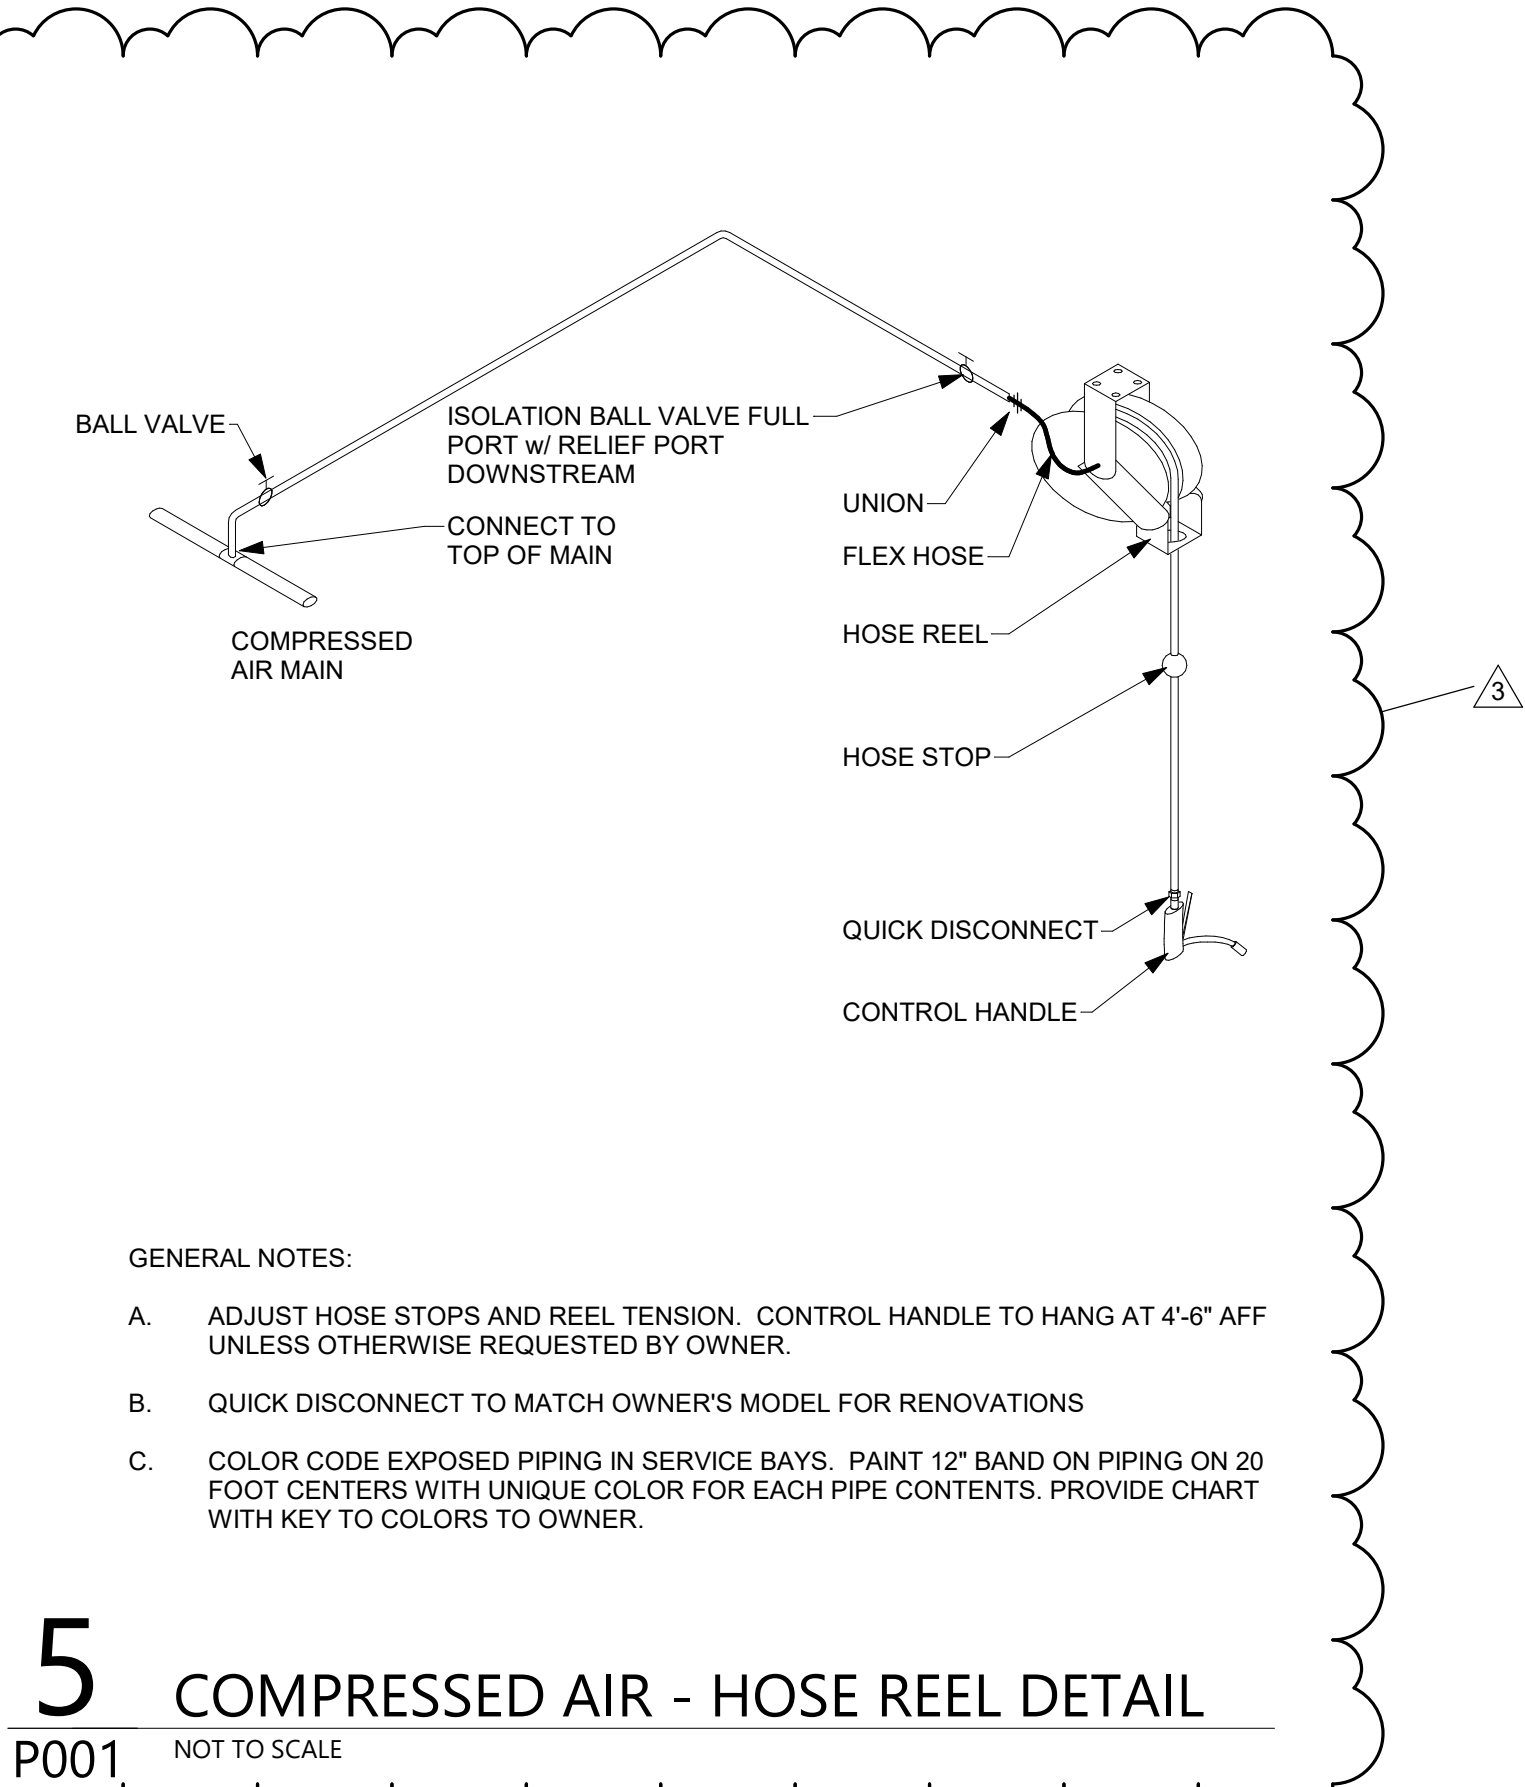 BALL VALVE
ISOLATION BALL VALVE FULL
PORT w/ RELIEF PORT
DOWNSTREAM
CONNECT TO
TOP OF MAIN
COMPRESSED
AIR MAIN
UNION
FLEX HOSE
HOSE REEL
HOSE STOP
3
QUICK DISCONNECT
CONTROL HANDLE
GENERAL NOTES:
A. ADJUST HOSE STOPS AND REEL TENSION. CONTROL HANDLE TO HANG AT 4'-6" AFF
UNLESS OTHERWISE REQUESTED BY OWNER.
B. QUICK DISCONNECT TO MATCH OWNER'S MODEL FOR RENOVATIONS
C. COLOR CODE EXPOSED PIPING IN SERVICE BAYS. PAINT 12" BAND ON PIPING ON 20
FOOT CENTERS WITH UNIQUE COLOR FOR EACH PIPE CONTENTS. PROVIDE CHART
WITH KEY TO COLORS TO OWNER.
5 COMPRESSED AIR - HOSE REEL DETAIL
P001 NOT TO SCALE